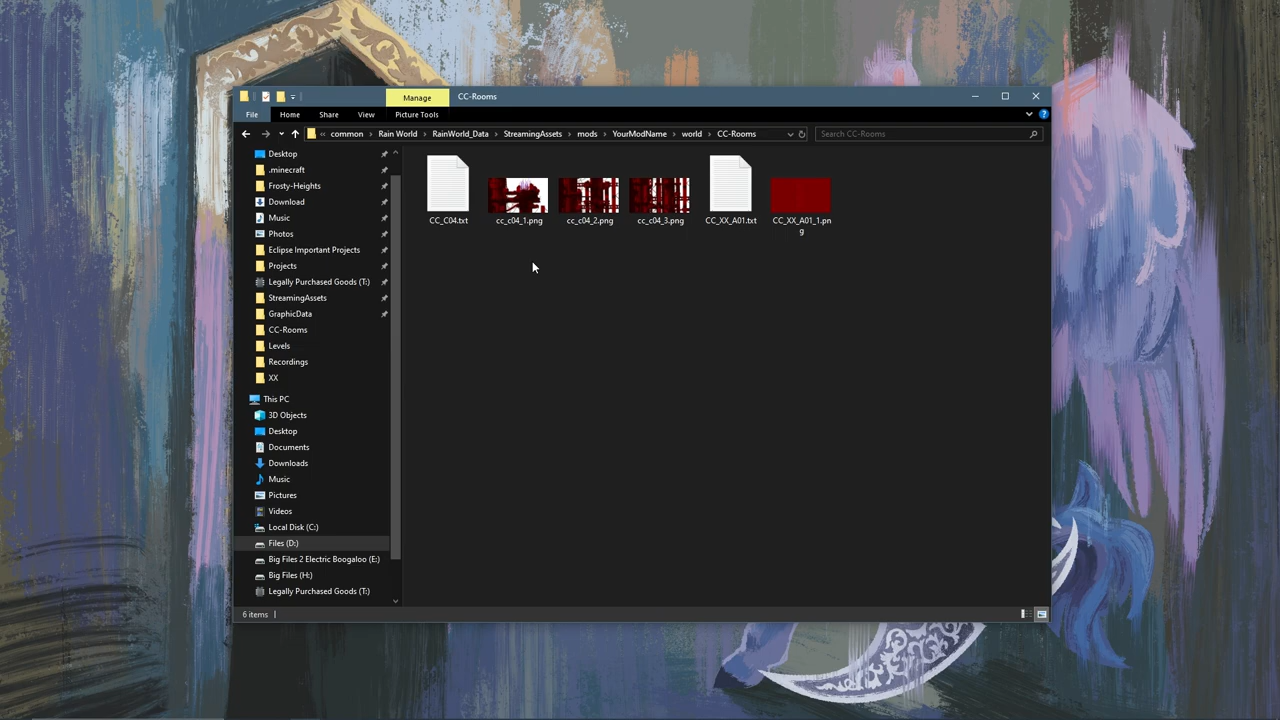 Manage
CC-Rooms
File
Home
Share
View
Picture Tools
« common › Rain World › RainWorld_Data › StreamingAssets › mods › YourModName › world › CC-Rooms
Search CC-Rooms
Desktop
.minecraft
Frosty-Heights
Download
Music
Photos
Eclipse Important Projects
Projects
Legally Purchased Goods (T:)
StreamingAssets
GraphicData
CC-Rooms
Levels
Recordings
XX
This PC
3D Objects
Desktop
Documents
Downloads
Music
Pictures
Videos
Local Disk (C:)
Files (D:)
Big Files 2 Electric Boogaloo (E:)
Big Files (H:)
Legally Purchased Goods (T:)
CC_C04.txt
cc_c04_1.png
cc_c04_2.png
cc_c04_3.png
CC_XX_A01.txt
CC_XX_A01_1.pn
g
6 items